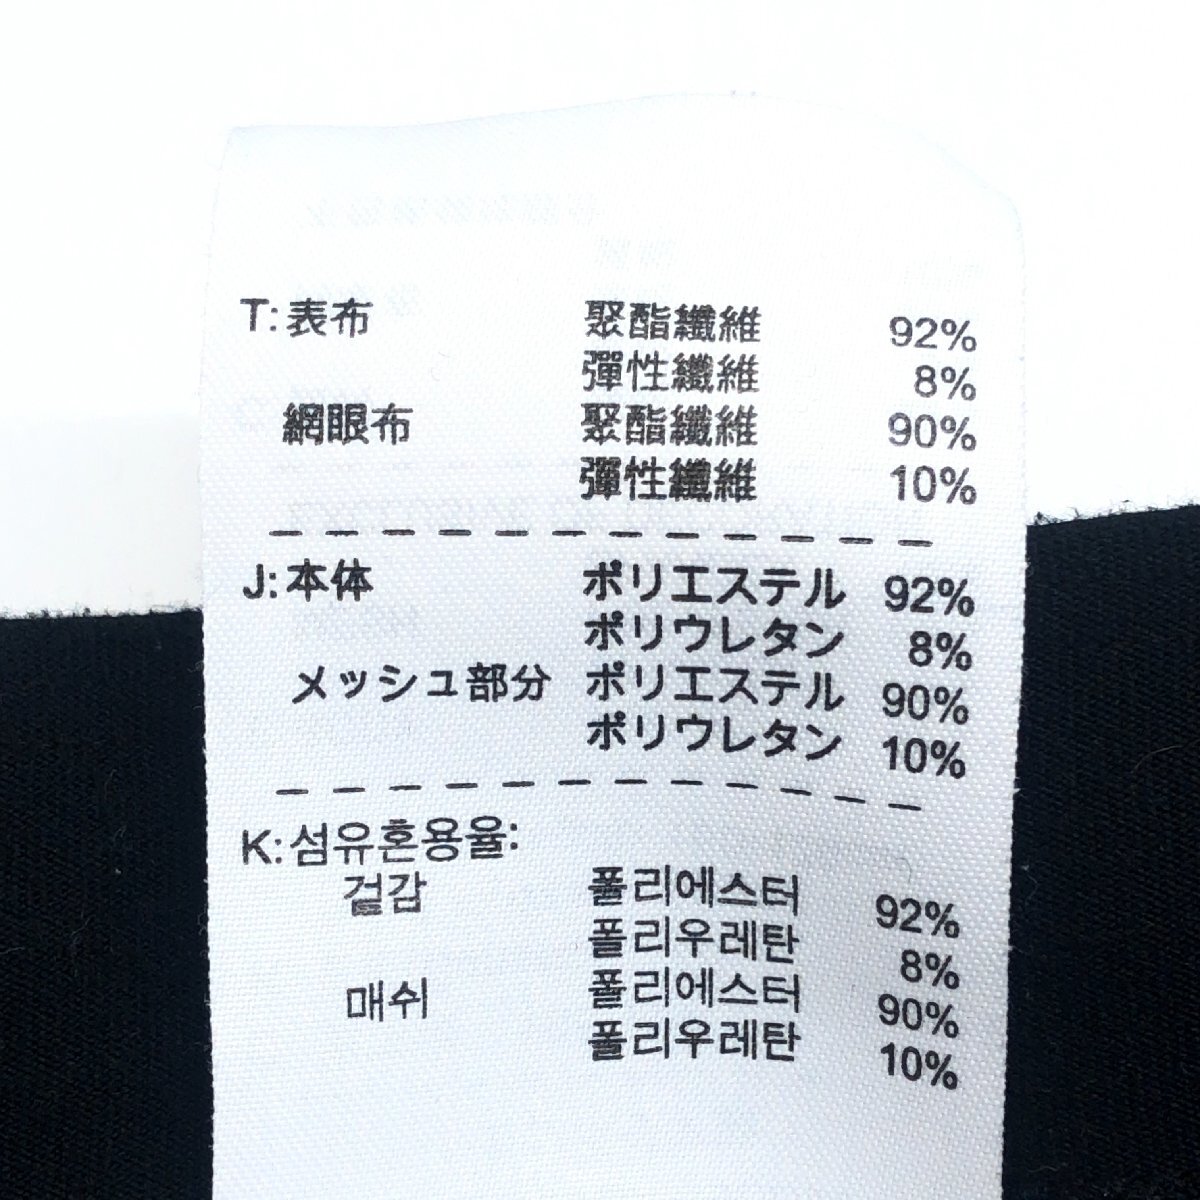 T: 表布 聚酯纖維 92%
彈性纖維 8%
網眼布 聚酯纖維 90%
彈性纖維 10%
J: 本体 ポリエステル 92%
ポリウレタン 8%
メッシュ部分 ポリエステル 90%
ポリウレタン 10%
K: 섬유혼용율:
겉감 폴리에스터 92%
폴리우레탄 8%
매쉬 폴리에스터 90%
폴리우레탄 10%